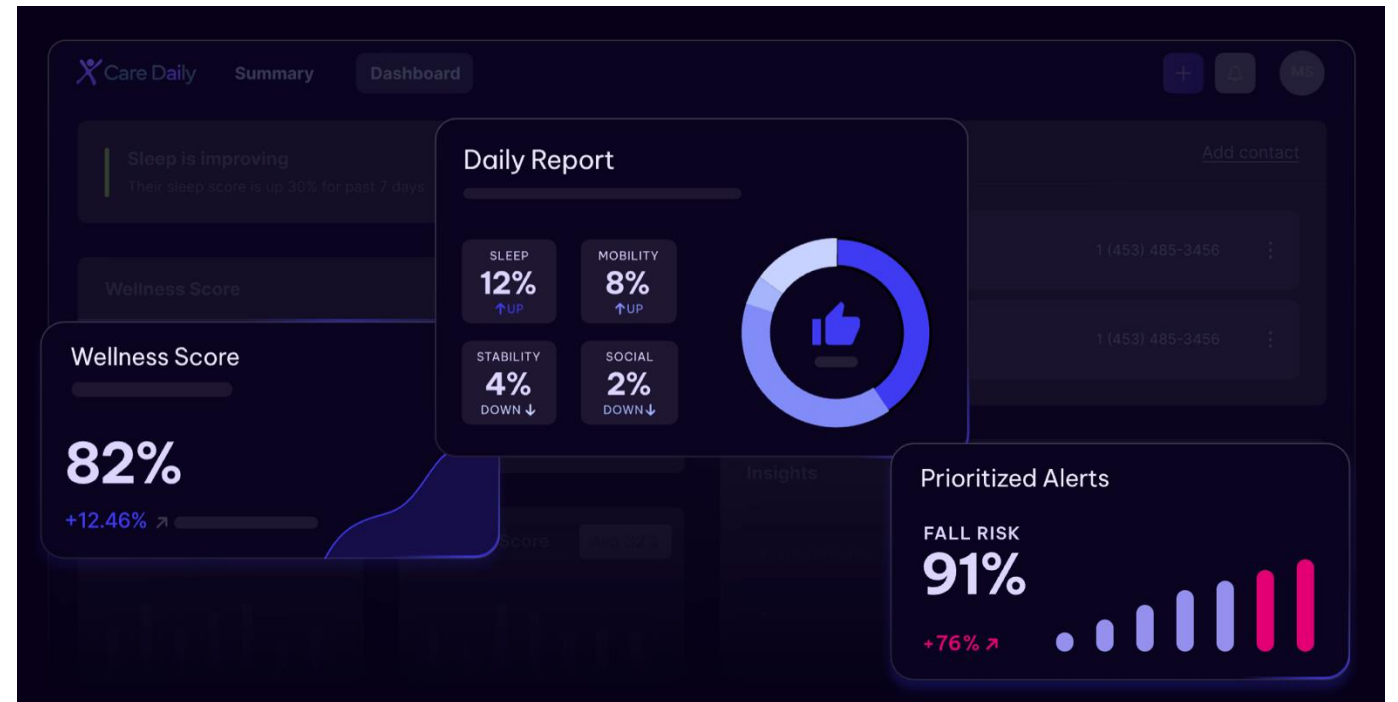 Care Daily
Summary
Dashboard
+
MS
Sleep is improving
Their sleep score is up 30% for past 7 days
Add contact
Wellness Score
1 (453) 485-3456
1 (453) 485-3456
Daily Report
SLEEP
12%
↑UP
MOBILITY
8%
↑UP
STABILITY
4%
DOWN↓
SOCIAL
2%
DOWN↓
Wellness Score
82%
+12.46% ↗
Insights
Score
Prioritized Alerts
FALL RISK
91%
+76% ↗